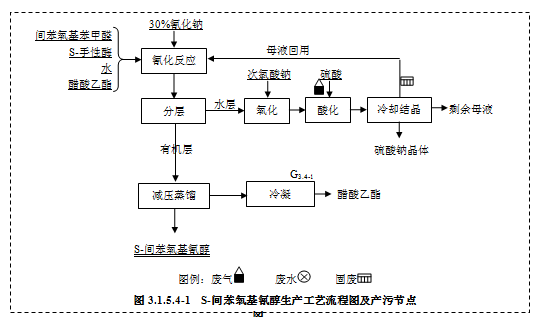 30%氰化钠
间苯氧基苯甲醛
S-手性酶
水
醋酸乙酯
氰化反应
母液回用
次氯酸钠
硫酸
分层
水层
氧化
酸化
冷却结晶
剩余母液
硫酸钠晶体
有机层
G3.4-1
减压蒸馏
冷凝
醋酸乙酯
S-间苯氧基氰醇
图例：废气
废水
固废
图 3.1.5.4-1 S-间苯氧基氰醇生产工艺流程图及产污节点